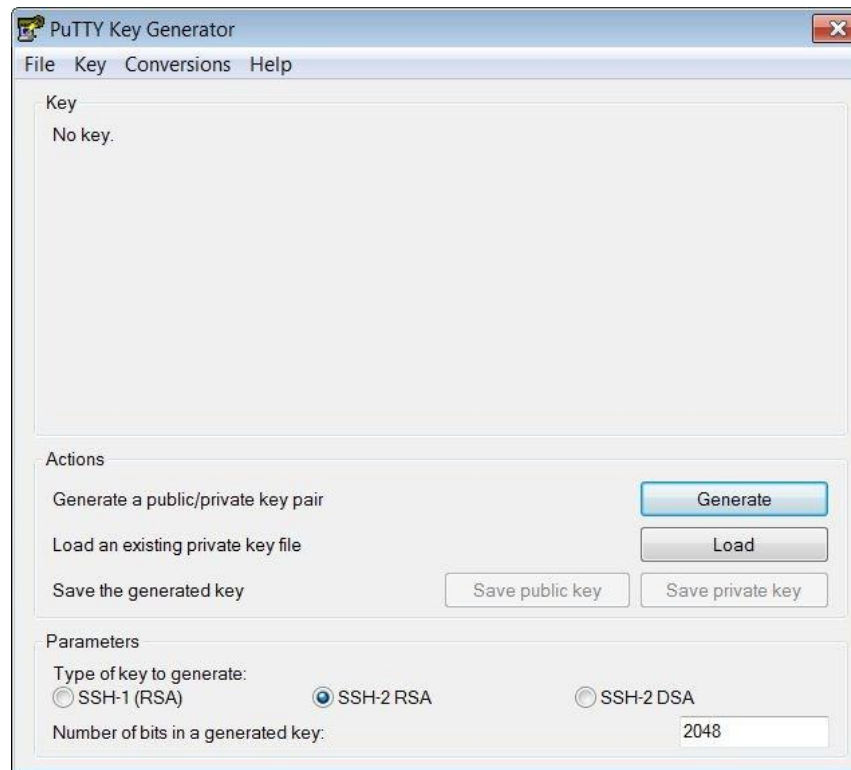 PuTTY Key Generator
File Key Conversions Help
Key
No key.
Actions
Generate a public/private key pair
Generate
Load an existing private key file
Load
Save the generated key
Save public key
Save private key
Parameters
Type of key to generate:
SSH-1 (RSA)
SSH-2 RSA
SSH-2 DSA
Number of bits in a generated key:
2048